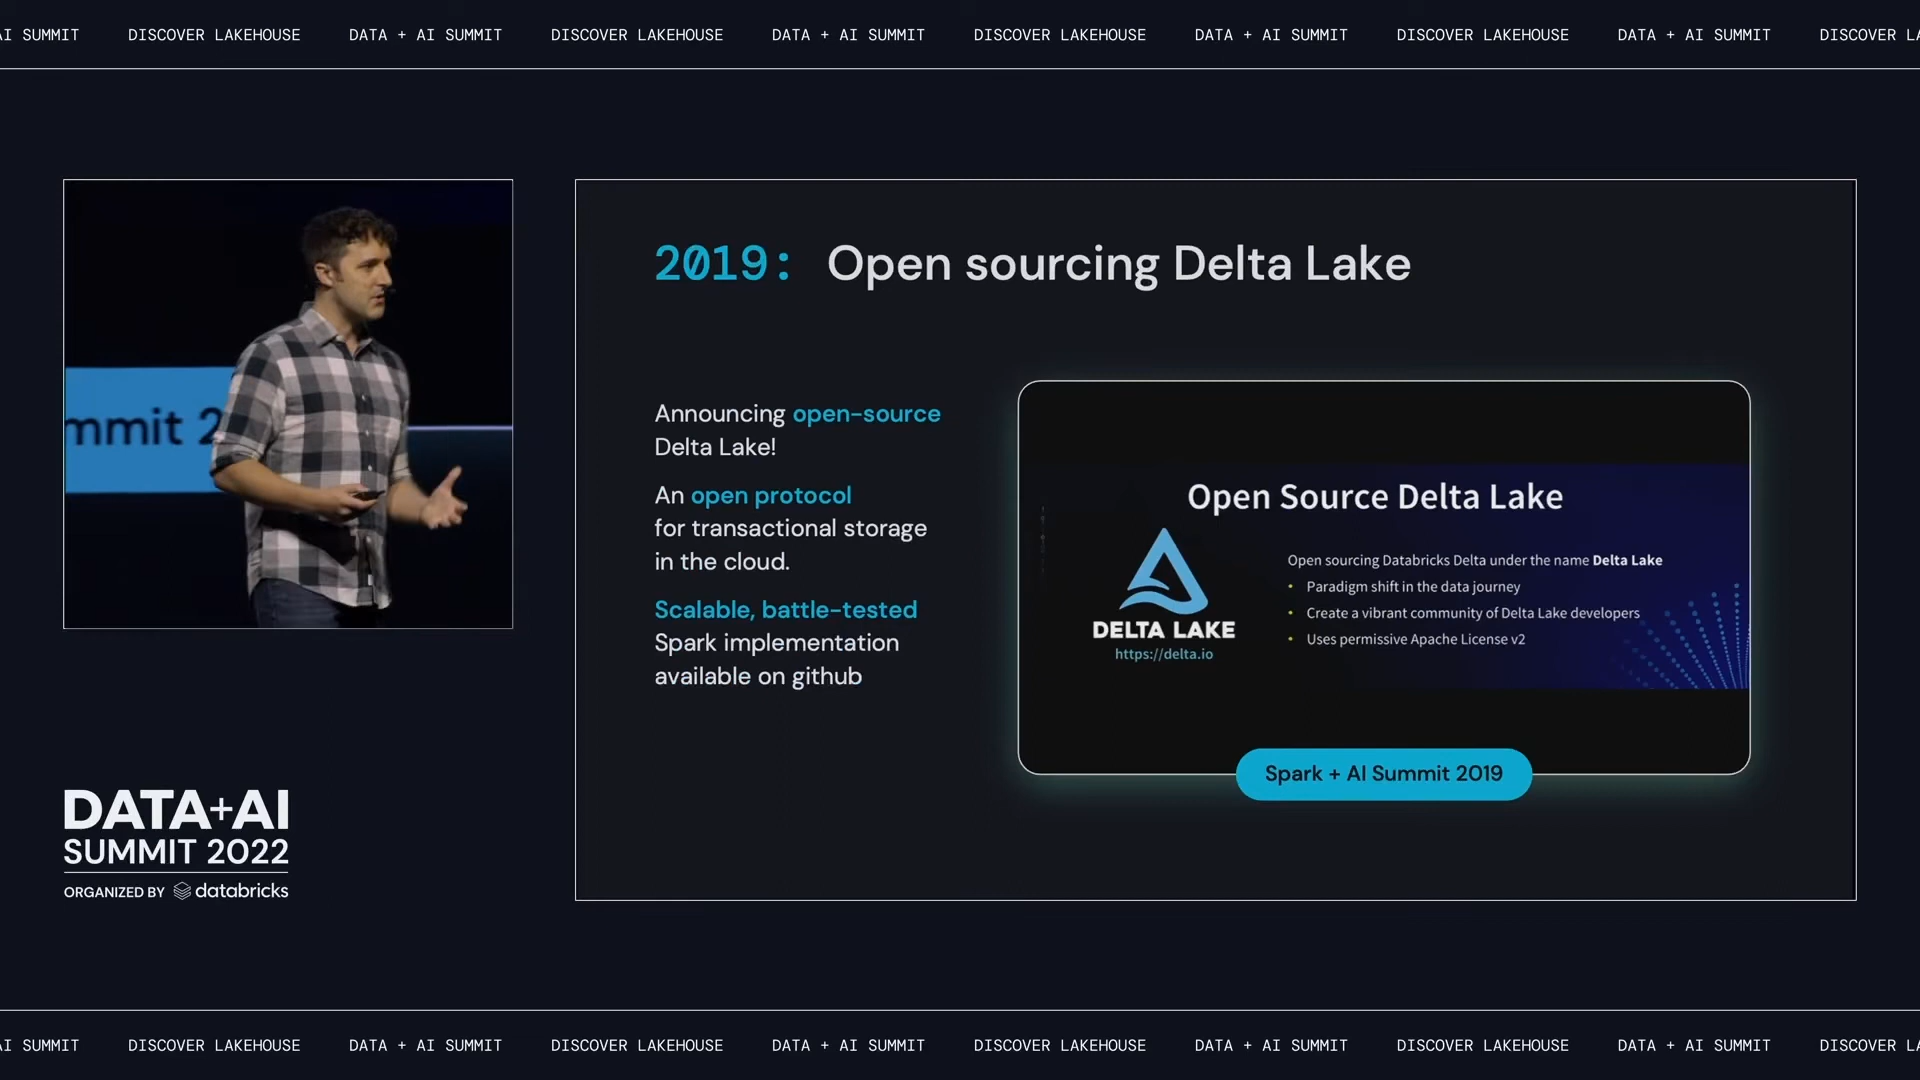 AI SUMMIT DISCOVER LAKEHOUSE DATA + AI SUMMIT DISCOVER LAKEHOUSE DATA + AI SUMMIT DISCOVER LAKEHOUSE DATA + AI SUMMIT DISCOVER LAKEHOUSE DATA + AI SUMMIT DISCOVER LA
mmit 2
2019: Open sourcing Delta Lake
Announcing open-source
Delta Lake!
An open protocol
for transactional storage
in the cloud.
Scalable, battle-tested
Spark implementation
available on github
Open Source Delta Lake
DELTA LAKE
https://delta.io
Open sourcing Databricks Delta under the name Delta Lake
• Paradigm shift in the data journey
• Create a vibrant community of Delta Lake developers
• Uses permissive Apache License v2
Spark + AI Summit 2019
DATA+AI
SUMMIT 2022
ORGANIZED BY databricks
AI SUMMIT DISCOVER LAKEHOUSE DATA + AI SUMMIT DISCOVER LAKEHOUSE DATA + AI SUMMIT DISCOVER LAKEHOUSE DATA + AI SUMMIT DISCOVER LAKEHOUSE DATA + AI SUMMIT DISCOVER LA